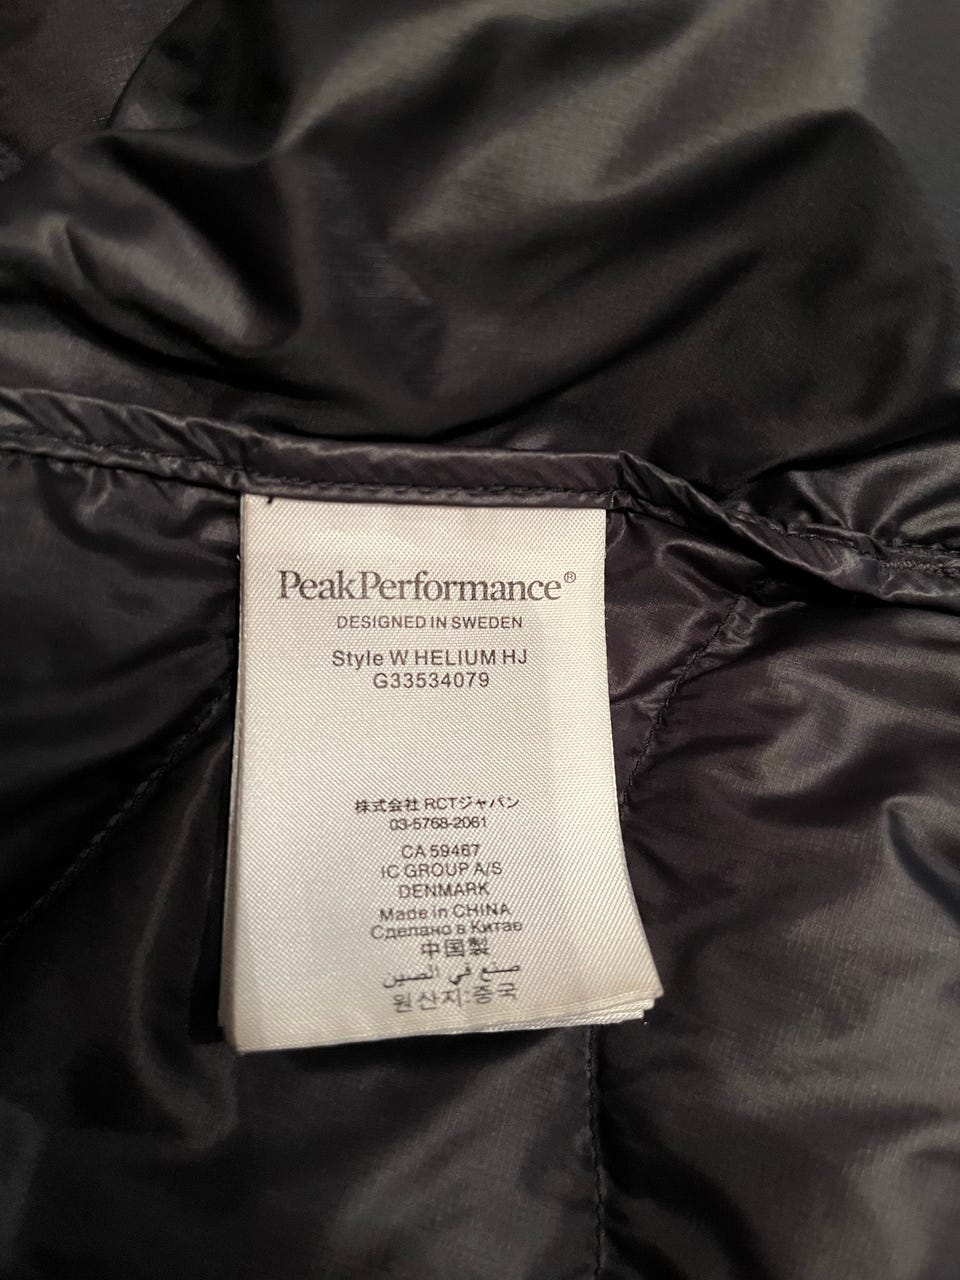 PeakPerformance®
DESIGNED IN SWEDEN
Style W HELIUM HJ
G33534079
株式会社 RCTジャパン
03-5768-2061
CA 59467
IC GROUP A/S
DENMARK
Made in CHINA
Сделано в Китае
中国製
صنع في الصين
원산지:중국